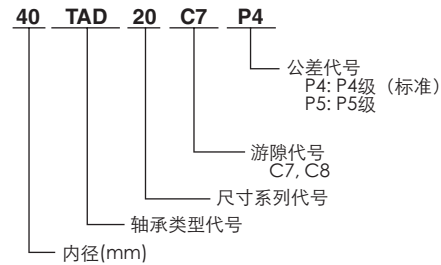 40 TAD 20 C7 P4
公差代号
P4: P4级（标准）
P5: P5级
游隙代号
C7, C8
尺寸系列代号
轴承类型代号
内径(mm)